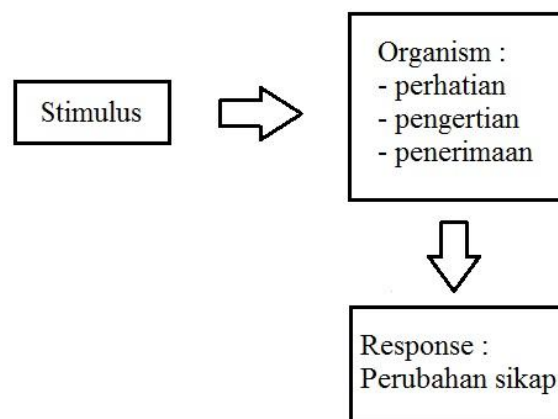 Stimulus
Organism :
- perhatian
- pengertian
- penerimaan
Response :
Perubahan sikap